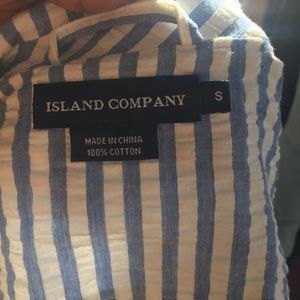 ISLAND COMPANY
S
MADE IN CHINA
100% COTTON